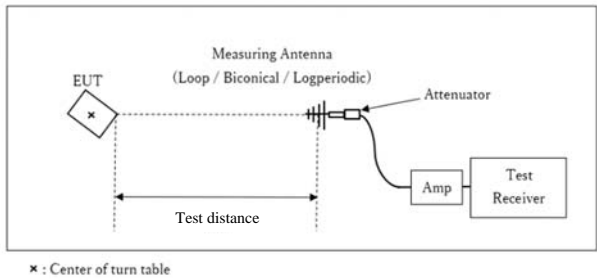 Measuring Antenna
(Loop / Biconical / Logperiodic)
EUT
Attenuator
Amp
Test
Receiver
Test distance
× : Center of turn table